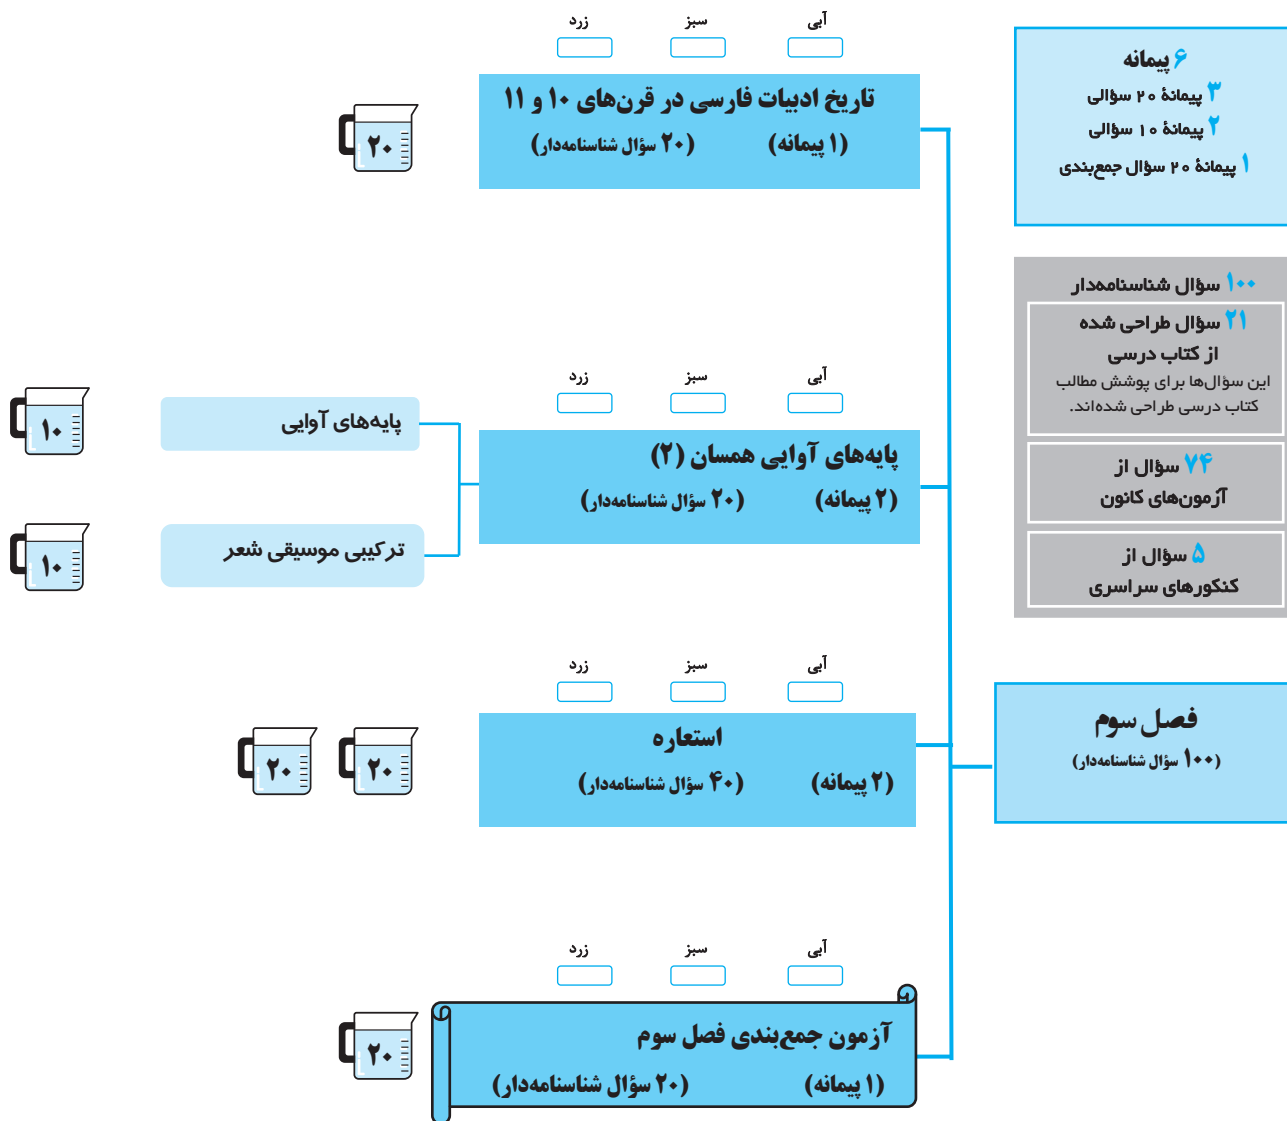 ۶ پیمانه
۳ پیمانهٔ ۲۰ سؤالی
۲ پیمانهٔ ۱۰ سؤالی
۱ پیمانهٔ ۲۰ سؤال جمع‌بندی
۱۰۰ سؤال شناسنامه‌دار
۲۱ سؤال طراحی شده
از کتاب درسی
این سؤال‌ها برای پوشش مطالب
کتاب درسی طراحی شده‌اند.
۷۴ سؤال از
آزمون‌های کانون
۵ سؤال از
کنکورهای سراسری
فصل سوم
(۱۰۰ سؤال شناسنامه‌دار)
آبی سبز زرد
تاریخ ادبیات فارسی در قرن‌های ۱۰ و ۱۱
(۱ پیمانه) (۲۰ سؤال شناسنامه‌دار)
۲۰
آبی سبز زرد
پایه‌های آوایی همسان (۲)
(۲ پیمانه) (۲۰ سؤال شناسنامه‌دار)
پایه‌های آوایی
۱۰
ترکیبی موسیقی شعر
۱۰
آبی سبز زرد
استعاره
(۲ پیمانه) (۴۰ سؤال شناسنامه‌دار)
۲۰ ۲۰
آبی سبز زرد
آزمون جمع‌بندی فصل سوم
(۱ پیمانه) (۲۰ سؤال شناسنامه‌دار)
۲۰